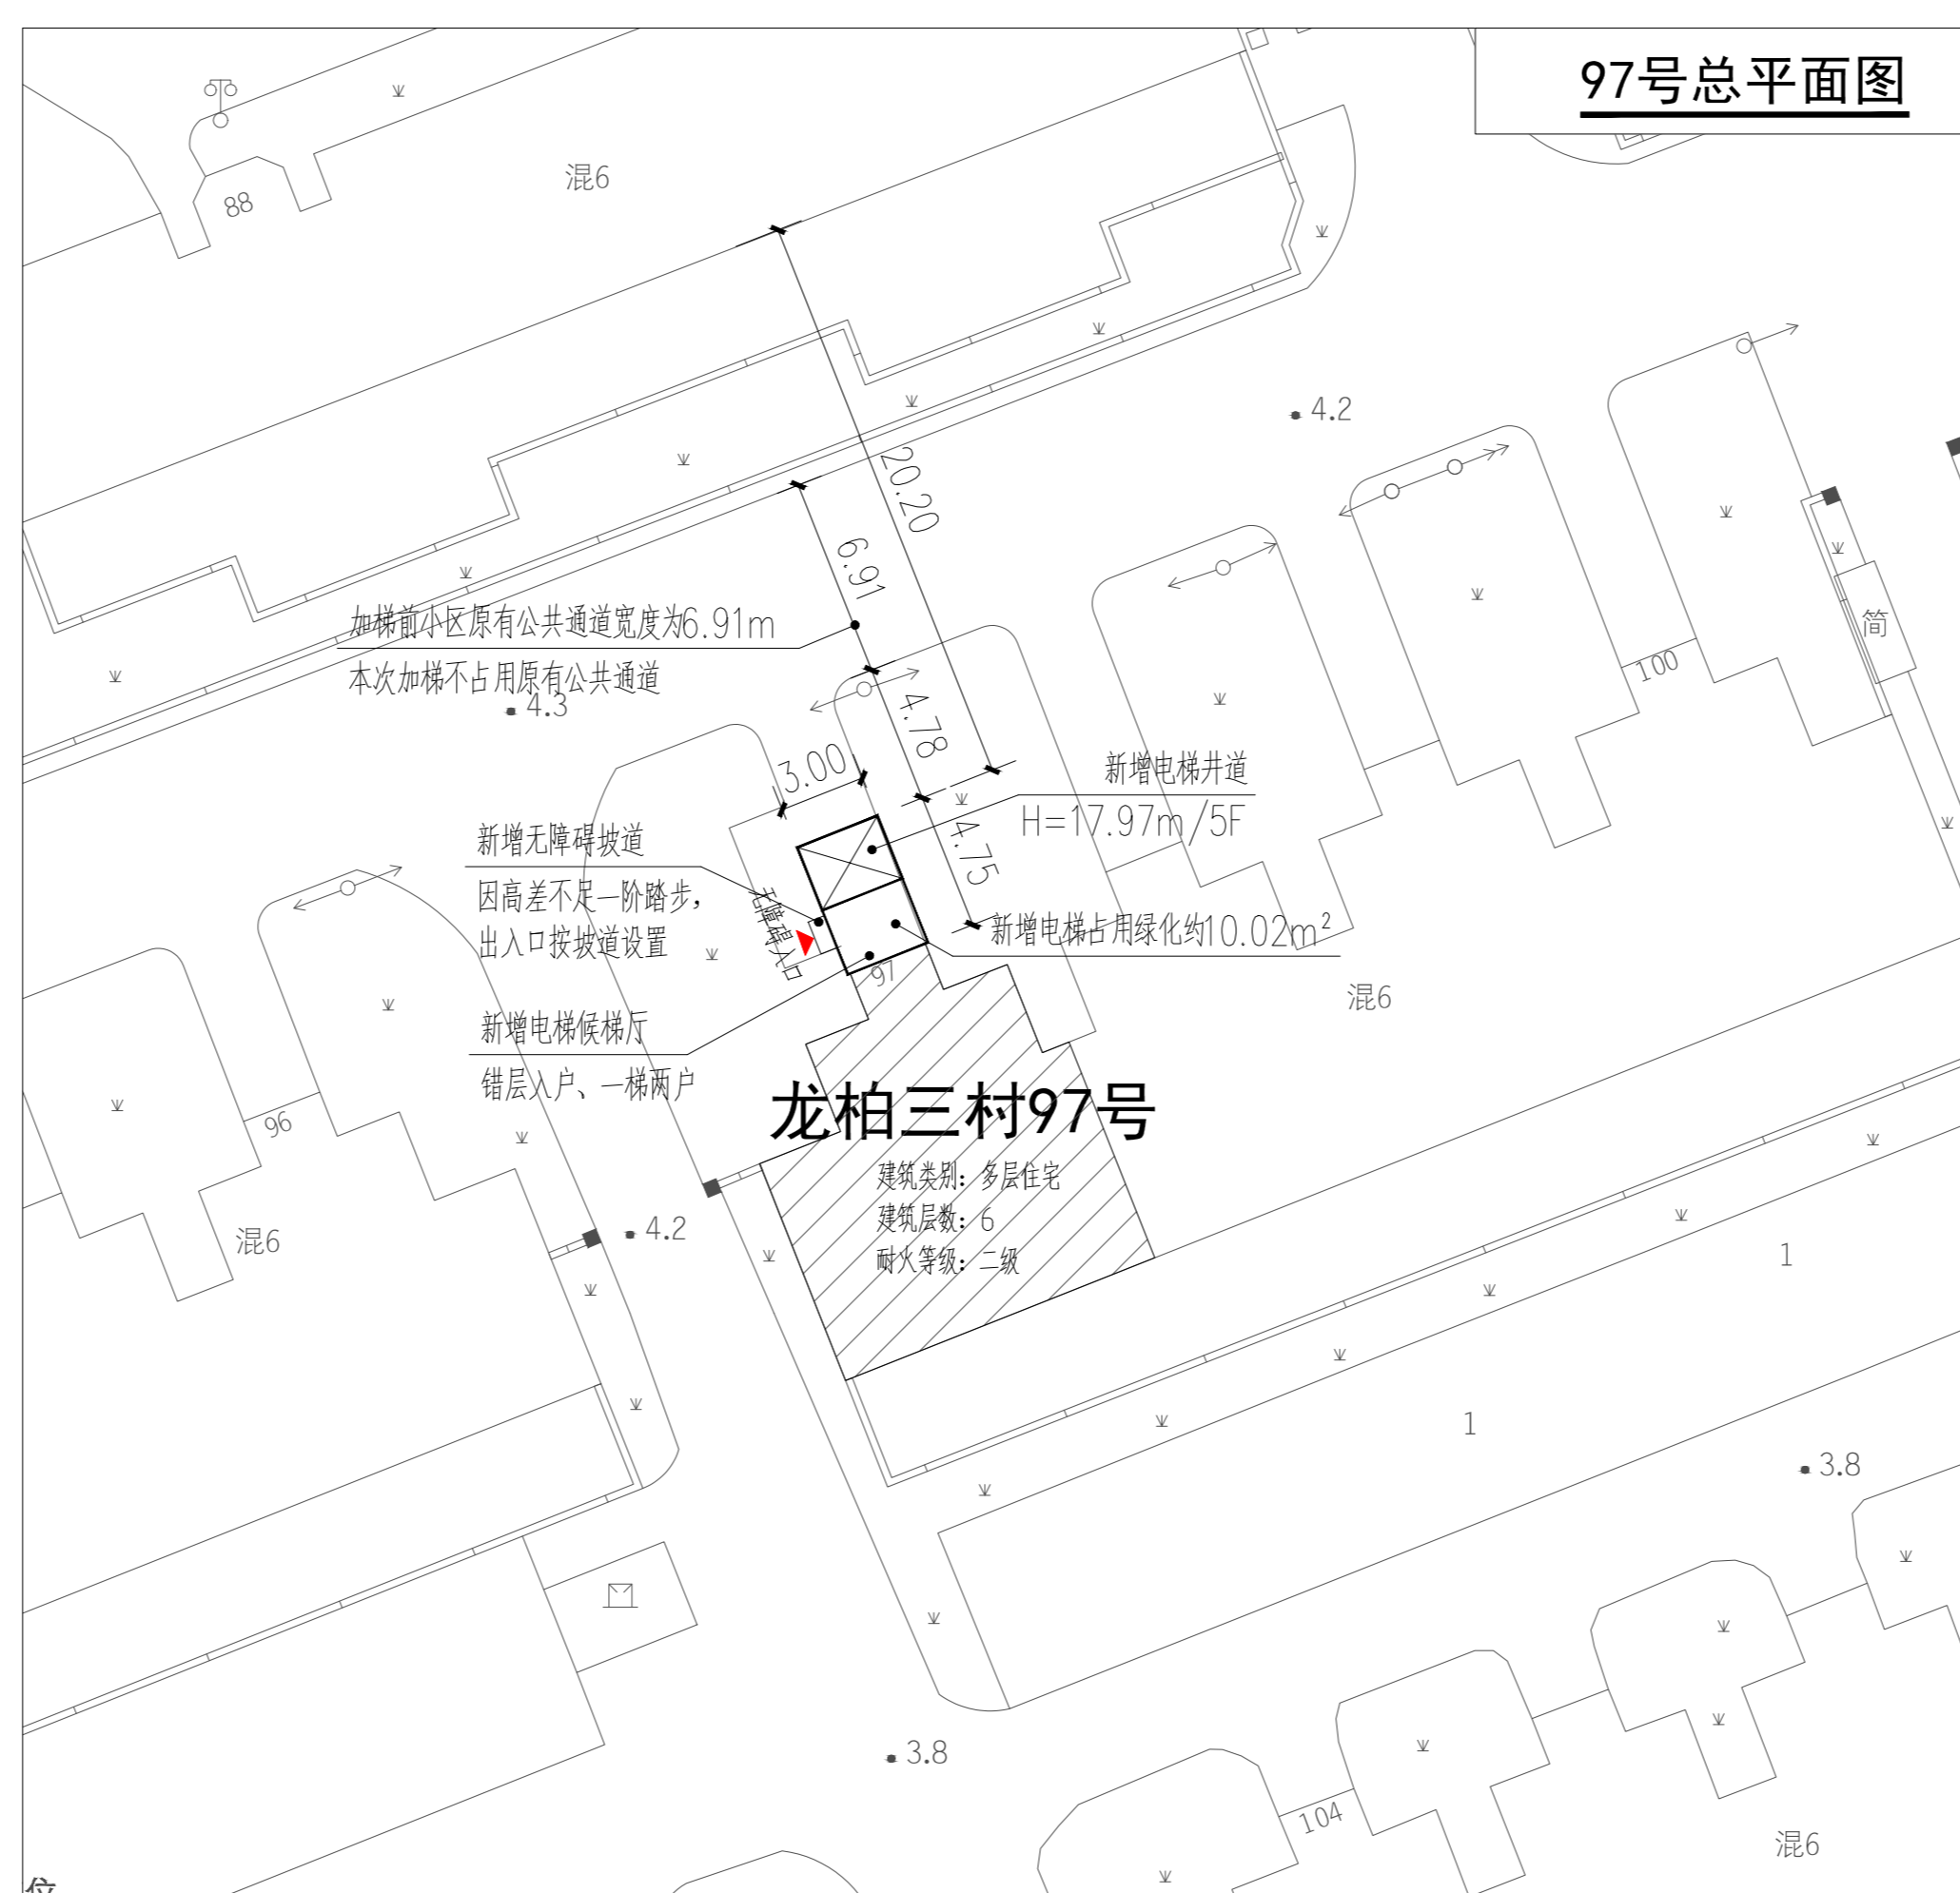 97号总平面图
混6
88
4.2
20.20
6.91
加梯前小区原有公共通道宽度为6.91m
本次加梯不占用原有公共通道
4.3
简
100
4.78
3.00
新增电梯井道
H=17.97m/5F
4.75
新增无障碍坡道
因高差不足一阶踏步，
出入口按坡道设置
无障碍入口
新增电梯占用绿化约10.02m²
97
混6
新增电梯候梯厅
错层入户、一梯两户
龙柏三村97号
96
建筑类别：多层住宅
建筑层数：6
耐火等级：二级
混6
4.2
1
1
3.8
3.8
104
混6